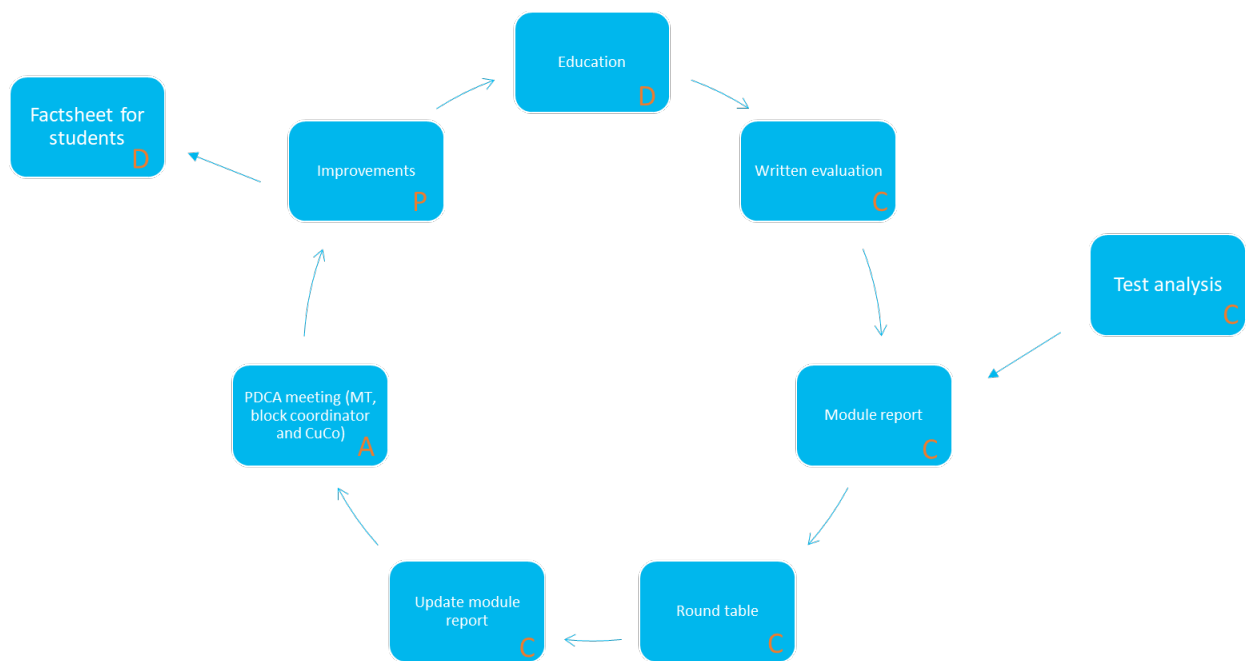 Education
D
Factsheet for
students
D
Improvements
P
Written evaluation
C
Test analysis
C
PDCA meeting (MT,
block coordinator
and CuCo)
A
Module report
C
Update module
report
C
Round table
C